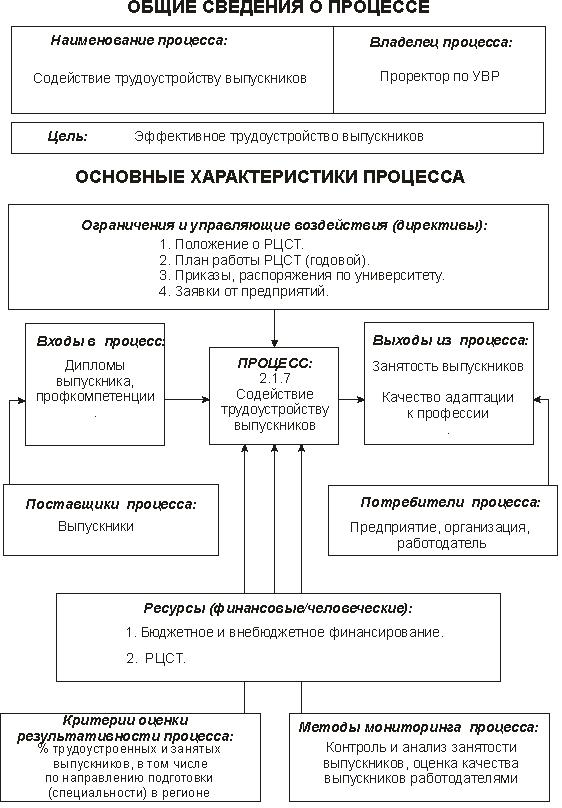 ОБЩИЕ СВЕДЕНИЯ О ПРОЦЕССЕ
Наименование процесса:
Содействие трудоустройству выпускников
Владелец процесса:
Проректор по УВР
Цель: Эффективное трудоустройство выпускников
ОСНОВНЫЕ ХАРАКТЕРИСТИКИ ПРОЦЕССА
Ограничения и управляющие воздействия (директивы):
1. Положение о РЦСТ.
2. План работы РЦСТ (годовой).
3. Приказы, распоряжения по университету.
4. Заявки от предприятий.
Входы в процесс:
Дипломы
выпускника,
профкомпетенции
.
ПРОЦЕСС:
2.1.7
Содействие
трудоустройству
выпускников
Выходы из процесса:
Занятость выпускников
Качество адаптации
к профессии
.
Поставщики процесса:
Выпускники
Потребители процесса:
Предприятие, организация,
работодатель
Ресурсы (финансовые/человеческие):
1. Бюджетное и внебюджетное финансирование.
2. РЦСТ.
Критерии оценки
результативности процесса:
% трудоустроенных и занятых
выпускников, в том числе
по направлению подготовки
(специальности) в регионе
Методы мониторинга процесса:
Контроль и анализ занятости
выпускников, оценка качества
выпускников работодателями